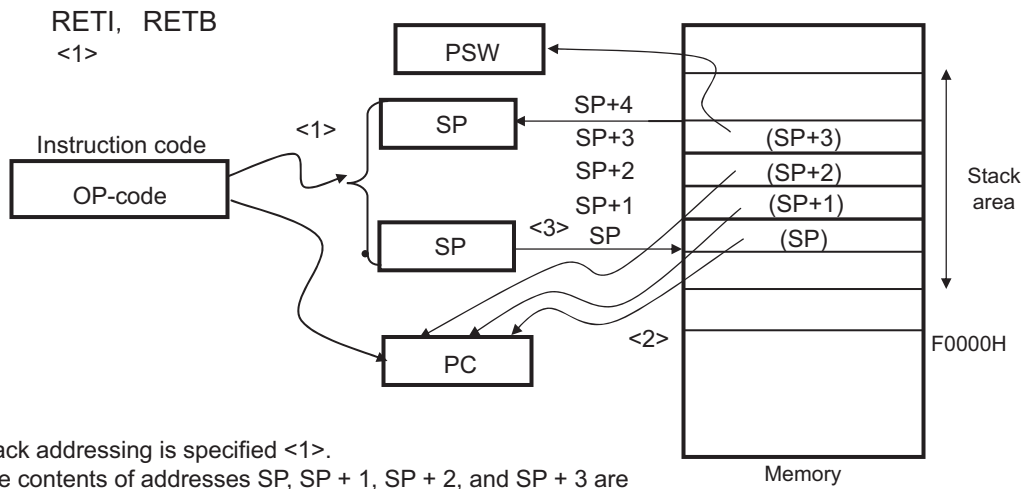 RETI, RETB
<1>
PSW
SP+4
SP
<1>
SP+3
(SP+3)
Instruction code
OP-code
SP+2
(SP+2)
Stack
area
SP+1
(SP+1)
SP
<3>
SP
(SP)
<2>
F0000H
PC
ack addressing is specified <1>.
Memory
e contents of addresses SP, SP + 1, SP + 2, and SP + 3 are